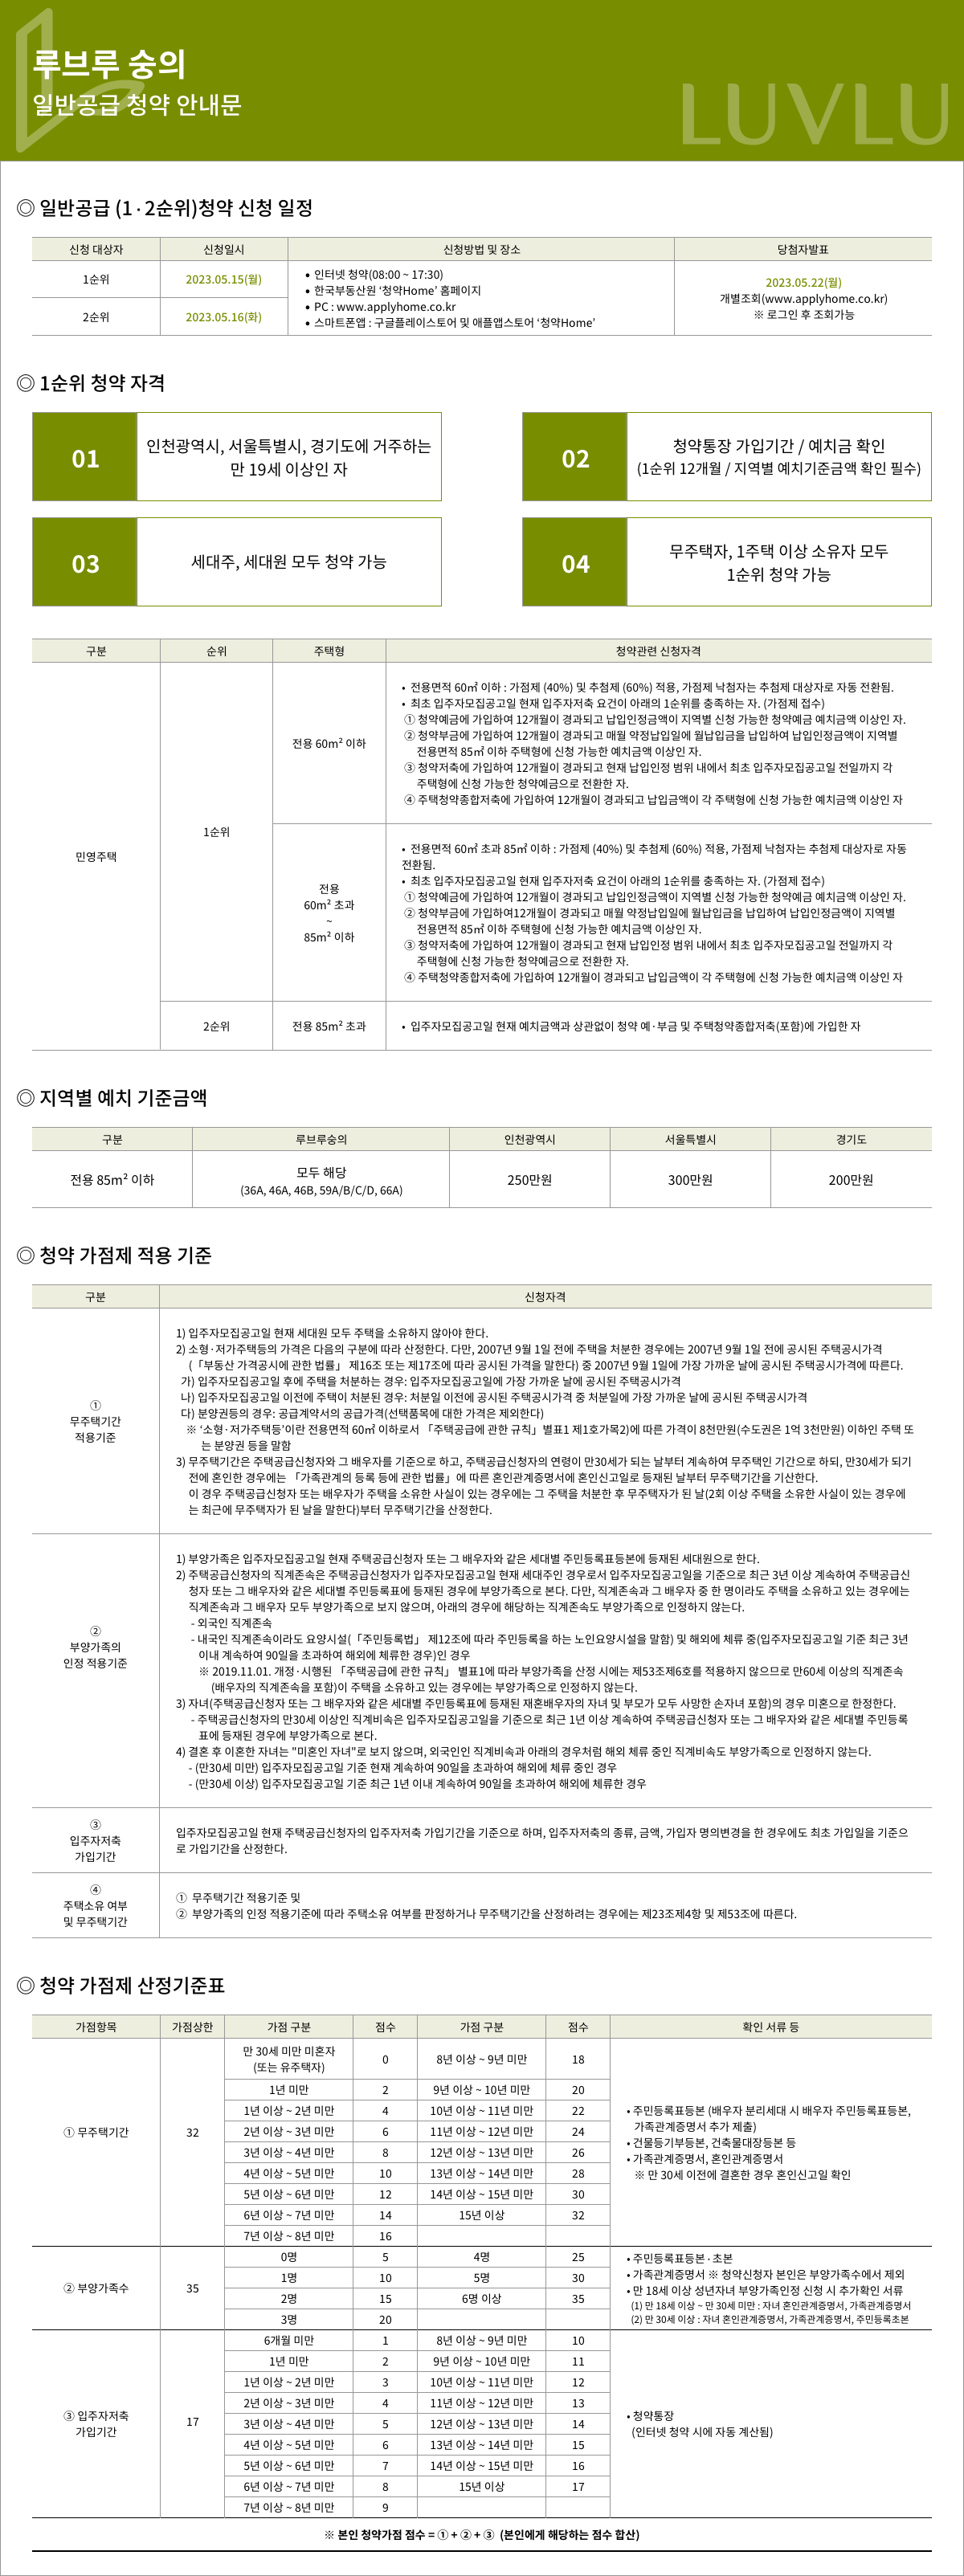 루브루 숭의
일반공급 청약 안내문
LUVLU
◎ 일반공급 (1·2순위)청약 신청 일정
신청 대상자 신청일시 신청방법 및 장소 당첨자발표
1순위 2023.05.15(월)
2순위 2023.05.16(화)
• 인터넷 청약(08:00 ~ 17:30)
• 한국부동산원 ‘청약Home’ 홈페이지
• PC : www.applyhome.co.kr
• 스마트폰앱 : 구글플레이스토어 및 애플앱스토어 ‘청약Home’
2023.05.22(월)
개별조회(www.applyhome.co.kr)
※ 로그인 후 조회가능
◎ 1순위 청약 자격
01
인천광역시, 서울특별시, 경기도에 거주하는
만 19세 이상인 자
02
청약통장 가입기간 / 예치금 확인
(1순위 12개월 / 지역별 예치기준금액 확인 필수)
03
세대주, 세대원 모두 청약 가능
04
무주택자, 1주택 이상 소유자 모두
1순위 청약 가능
구분 순위 주택형 청약관련 신청자격
민영주택
1순위
전용 60m² 이하
• 전용면적 60㎡ 이하 : 가점제 (40%) 및 추첨제 (60%) 적용, 가점제 낙첨자는 추첨제 대상자로 자동 전환됨.
• 최초 입주자모집공고일 현재 입주자저축 요건이 아래의 1순위를 충족하는 자. (가점제 접수)
① 청약예금에 가입하여 12개월이 경과되고 납입인정금액이 지역별 신청 가능한 청약예금 예치금액 이상인 자.
② 청약부금에 가입하여 12개월이 경과되고 매월 약정납입일에 월납입금을 납입하여 납입인정금액이 지역별
전용면적 85㎡ 이하 주택형에 신청 가능한 예치금액 이상인 자.
③ 청약저축에 가입하여 12개월이 경과되고 현재 납입인정 범위 내에서 최초 입주자모집공고일 전일까지 각
주택형에 신청 가능한 청약예금으로 전환한 자.
④ 주택청약종합저축에 가입하여 12개월이 경과되고 납입금액이 각 주택형에 신청 가능한 예치금액 이상인 자
전용
60m² 초과
~
85m² 이하
• 전용면적 60㎡ 초과 85㎡ 이하 : 가점제 (40%) 및 추첨제 (60%) 적용, 가점제 낙첨자는 추첨제 대상자로 자동
전환됨.
• 최초 입주자모집공고일 현재 입주자저축 요건이 아래의 1순위를 충족하는 자. (가점제 접수)
① 청약예금에 가입하여 12개월이 경과되고 납입인정금액이 지역별 신청 가능한 청약예금 예치금액 이상인 자.
② 청약부금에 가입하여12개월이 경과되고 매월 약정납입일에 월납입금을 납입하여 납입인정금액이 지역별
전용면적 85㎡ 이하 주택형에 신청 가능한 예치금액 이상인 자.
③ 청약저축에 가입하여 12개월이 경과되고 현재 납입인정 범위 내에서 최초 입주자모집공고일 전일까지 각
주택형에 신청 가능한 청약예금으로 전환한 자.
④ 주택청약종합저축에 가입하여 12개월이 경과되고 납입금액이 각 주택형에 신청 가능한 예치금액 이상인 자
2순위 전용 85m² 초과 • 입주자모집공고일 현재 예치금액과 상관없이 청약 예·부금 및 주택청약종합저축(포함)에 가입한 자
◎ 지역별 예치 기준금액
구분 루브루숭의 인천광역시 서울특별시 경기도
전용 85m² 이하
모두 해당
(36A, 46A, 46B, 59A/B/C/D, 66A)
250만원 300만원 200만원
◎ 청약 가점제 적용 기준
구분 신청자격
①
무주택기간
적용기준
1) 입주자모집공고일 현재 세대원 모두 주택을 소유하지 않아야 한다.
2) 소형·저가주택등의 가격은 다음의 구분에 따라 산정한다. 다만, 2007년 9월 1일 전에 주택을 처분한 경우에는 2007년 9월 1일 전에 공시된 주택공시가격
(「부동산 가격공시에 관한 법률」 제16조 또는 제17조에 따라 공시된 가격을 말한다) 중 2007년 9월 1일에 가장 가까운 날에 공시된 주택공시가격에 따른다.
가) 입주자모집공고일 후에 주택을 처분하는 경우: 입주자모집공고일에 가장 가까운 날에 공시된 주택공시가격
나) 입주자모집공고일 이전에 주택이 처분된 경우: 처분일 이전에 공시된 주택공시가격 중 처분일에 가장 가까운 날에 공시된 주택공시가격
다) 분양권등의 경우: 공급계약서의 공급가격(선택품목에 대한 가격은 제외한다)
※ ‘소형·저가주택등’이란 전용면적 60㎡ 이하로서 「주택공급에 관한 규칙」별표1 제1호가목2)에 따른 가격이 8천만원(수도권은 1억 3천만원) 이하인 주택 또
는 분양권 등을 말함
3) 무주택기간은 주택공급신청자와 그 배우자를 기준으로 하고, 주택공급신청자의 연령이 만30세가 되는 날부터 계속하여 무주택인 기간으로 하되, 만30세가 되기
전에 혼인한 경우에는 「가족관계의 등록 등에 관한 법률」에 따른 혼인관계증명서에 혼인신고일로 등재된 날부터 무주택기간을 기산한다.
이 경우 주택공급신청자 또는 배우자가 주택을 소유한 사실이 있는 경우에는 그 주택을 처분한 후 무주택자가 된 날(2회 이상 주택을 소유한 사실이 있는 경우에
는 최근에 무주택자가 된 날을 말한다)부터 무주택기간을 산정한다.
②
부양가족의
인정 적용기준
1) 부양가족은 입주자모집공고일 현재 주택공급신청자 또는 그 배우자와 같은 세대별 주민등록표등본에 등재된 세대원으로 한다.
2) 주택공급신청자의 직계존속은 주택공급신청자가 입주자모집공고일 현재 세대주인 경우로서 입주자모집공고일을 기준으로 최근 3년 이상 계속하여 주택공급신
청자 또는 그 배우자와 같은 세대별 주민등록표에 등재된 경우에 부양가족으로 본다. 다만, 직계존속과 그 배우자 중 한 명이라도 주택을 소유하고 있는 경우에는
직계존속과 그 배우자 모두 부양가족으로 보지 않으며, 아래의 경우에 해당하는 직계존속도 부양가족으로 인정하지 않는다.
- 외국인 직계존속
- 내국인 직계존속이라도 요양시설(「주민등록법」 제12조에 따라 주민등록을 하는 노인요양시설을 말함) 및 해외에 체류 중(입주자모집공고일 기준 최근 3년
이내 계속하여 90일을 초과하여 해외에 체류한 경우)인 경우
※ 2019.11.01. 개정·시행된 「주택공급에 관한 규칙」 별표1에 따라 부양가족을 산정 시에는 제53조제6호를 적용하지 않으므로 만60세 이상의 직계존속
(배우자의 직계존속을 포함)이 주택을 소유하고 있는 경우에는 부양가족으로 인정하지 않는다.
3) 자녀(주택공급신청자 또는 그 배우자와 같은 세대별 주민등록표에 등재된 재혼배우자의 자녀 및 부모가 모두 사망한 손자녀 포함)의 경우 미혼으로 한정한다.
- 주택공급신청자의 만30세 이상인 직계비속은 입주자모집공고일을 기준으로 최근 1년 이상 계속하여 주택공급신청자 또는 그 배우자와 같은 세대별 주민등록
표에 등재된 경우에 부양가족으로 본다.
4) 결혼 후 이혼한 자녀는 "미혼인 자녀"로 보지 않으며, 외국인인 직계비속과 아래의 경우처럼 해외 체류 중인 직계비속도 부양가족으로 인정하지 않는다.
- (만30세 미만) 입주자모집공고일 기준 현재 계속하여 90일을 초과하여 해외에 체류 중인 경우
- (만30세 이상) 입주자모집공고일 기준 최근 1년 이내 계속하여 90일을 초과하여 해외에 체류한 경우
③
입주자저축
가입기간
입주자모집공고일 현재 주택공급신청자의 입주자저축 가입기간을 기준으로 하며, 입주자저축의 종류, 금액, 가입자 명의변경을 한 경우에도 최초 가입일을 기준으
로 가입기간을 산정한다.
④
주택소유 여부
및 무주택기간
① 무주택기간 적용기준 및
② 부양가족의 인정 적용기준에 따라 주택소유 여부를 판정하거나 무주택기간을 산정하려는 경우에는 제23조제4항 및 제53조에 따른다.
◎ 청약 가점제 산정기준표
가점항목 가점상한 가점 구분 점수 가점 구분 점수 확인 서류 등
① 무주택기간 32
만 30세 미만 미혼자
(또는 유주택자)
0 8년 이상 ~ 9년 미만 18
1년 미만 2 9년 이상 ~ 10년 미만 20
1년 이상 ~ 2년 미만 4 10년 이상 ~ 11년 미만 22
2년 이상 ~ 3년 미만 6 11년 이상 ~ 12년 미만 24
3년 이상 ~ 4년 미만 8 12년 이상 ~ 13년 미만 26
4년 이상 ~ 5년 미만 10 13년 이상 ~ 14년 미만 28
5년 이상 ~ 6년 미만 12 14년 이상 ~ 15년 미만 30
6년 이상 ~ 7년 미만 14 15년 이상 32
7년 이상 ~ 8년 미만 16
• 주민등록표등본 (배우자 분리세대 시 배우자 주민등록표등본,
가족관계증명서 추가 제출)
• 건물등기부등본, 건축물대장등본 등
• 가족관계증명서, 혼인관계증명서
※ 만 30세 이전에 결혼한 경우 혼인신고일 확인
② 부양가족수 35
0명 5 4명 25
1명 10 5명 30
2명 15 6명 이상 35
3명 20
• 주민등록표등본·초본
• 가족관계증명서 ※ 청약신청자 본인은 부양가족수에서 제외
• 만 18세 이상 성년자녀 부양가족인정 신청 시 추가확인 서류
(1) 만 18세 이상 ~ 만 30세 미만 : 자녀 혼인관계증명서, 가족관계증명서
(2) 만 30세 이상 : 자녀 혼인관계증명서, 가족관계증명서, 주민등록초본
③ 입주자저축
가입기간
17
6개월 미만 1 8년 이상 ~ 9년 미만 10
1년 미만 2 9년 이상 ~ 10년 미만 11
1년 이상 ~ 2년 미만 3 10년 이상 ~ 11년 미만 12
2년 이상 ~ 3년 미만 4 11년 이상 ~ 12년 미만 13
3년 이상 ~ 4년 미만 5 12년 이상 ~ 13년 미만 14
4년 이상 ~ 5년 미만 6 13년 이상 ~ 14년 미만 15
5년 이상 ~ 6년 미만 7 14년 이상 ~ 15년 미만 16
6년 이상 ~ 7년 미만 8 15년 이상 17
7년 이상 ~ 8년 미만 9
• 청약통장
(인터넷 청약 시에 자동 계산됨)
※ 본인 청약가점 점수 = ① + ② + ③ (본인에게 해당하는 점수 합산)